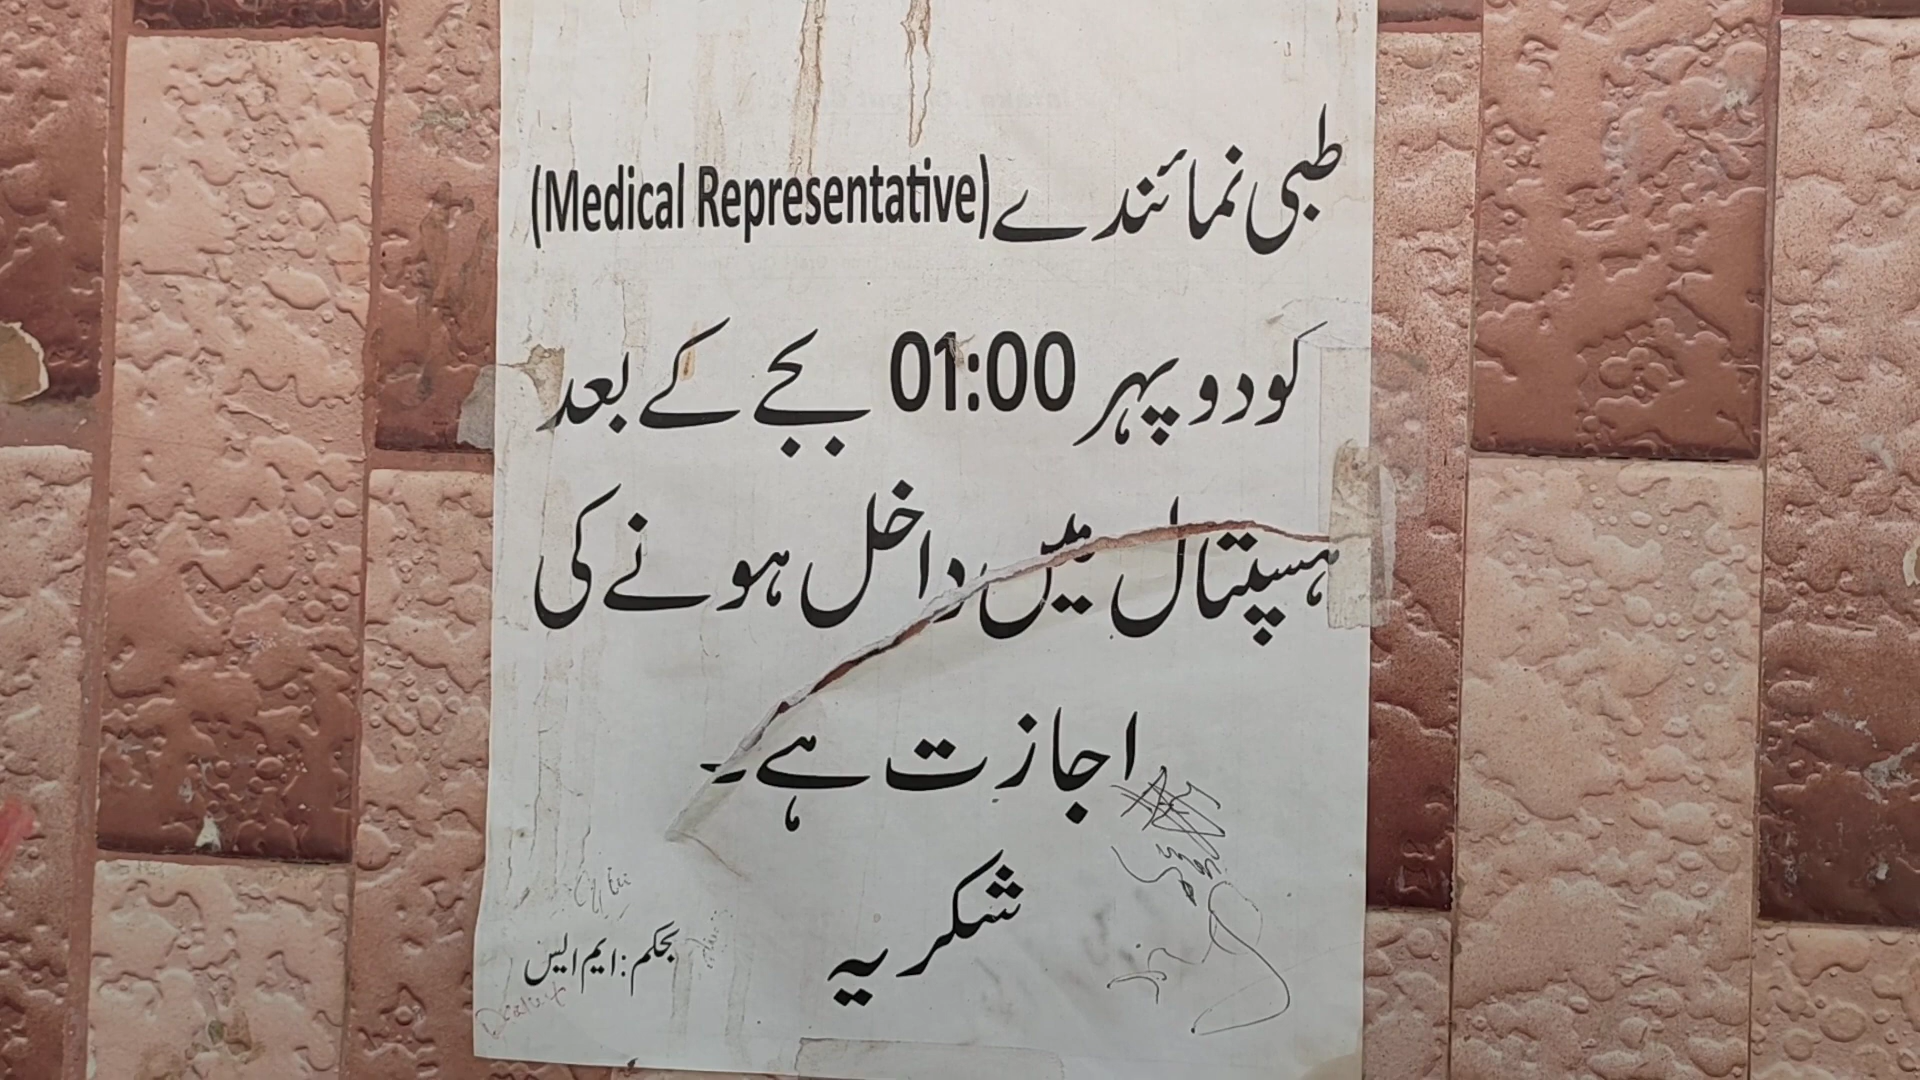 طبی نمائندے (Medical Representative)
کو دوپہر 01:00 بجے کے بعد
ہسپتال میں داخل ہونے کی
اجازت ہے۔
شکریہ
بحکم: ایم ایس